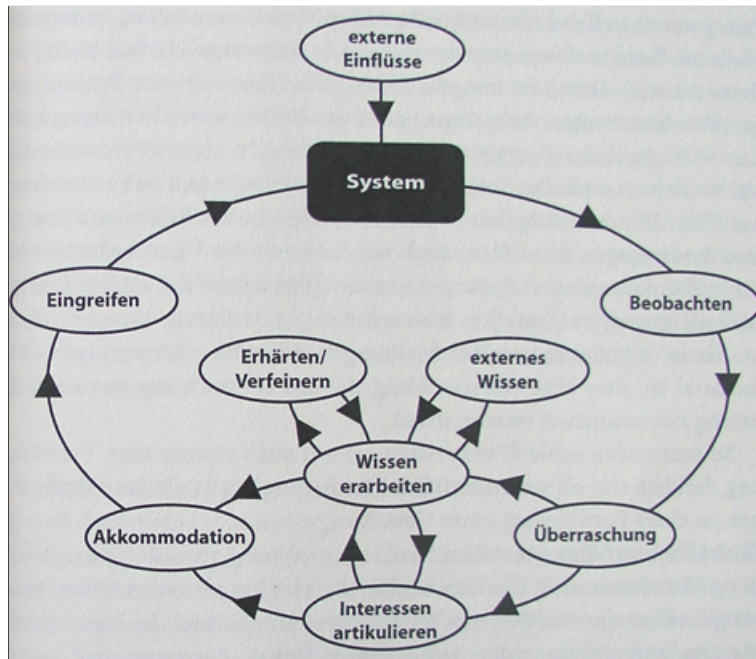 externe
Einflüsse
System
Eingreifen
Beobachten
Erhärten/
Verfeinern
externes
Wissen
Wissen
erarbeiten
Akkommodation
Überraschung
Interessen
artikulieren